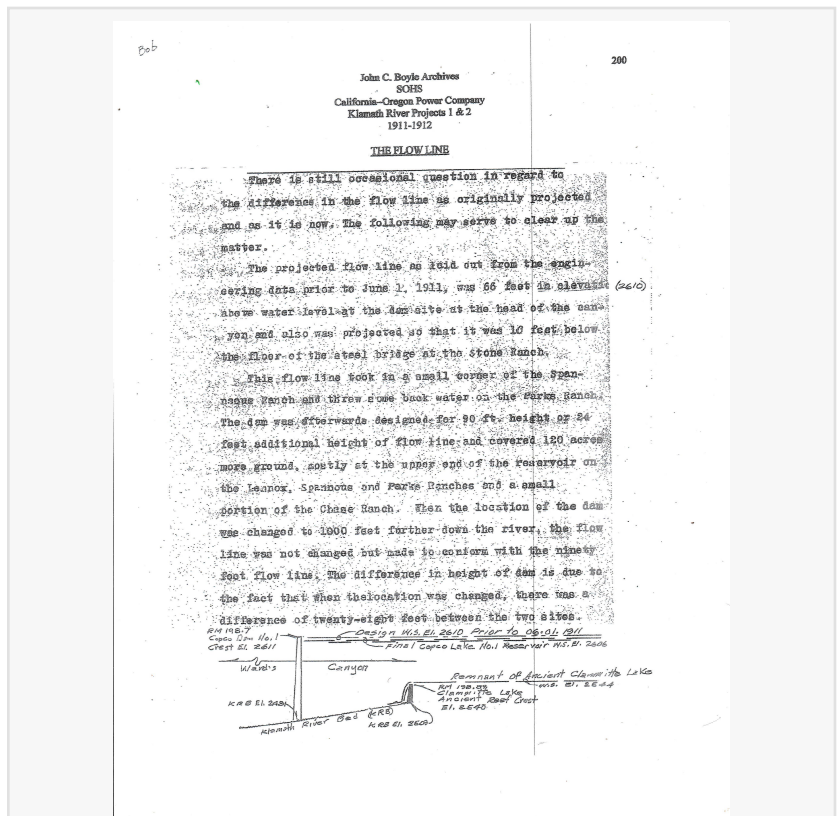 Bob
200
John C. Boyle Archives
SOHS
California–Oregon Power Company
Klamath River Projects 1 & 2
1911-1912
THE FLOW LINE
There is still occasional question in regard to
the difference in the flow line as originally projected
and as it is now. The following may serve to clear up the
matter.
The projected flow line as laid out from the engin-
eering data prior to June 1, 1911, was 66 feet in elevatio (2610)
above water level at the dam site at the head of the can-
yon and also was projected so that it was 10 feet below
the floor of the steel bridge at the Stone Ranch.
This flow line took in a small corner of the Span-
nous Ranch and threw some back water on the Parks Ranch.
The dam was afterwards designed for 90 ft. height or 24
feet additional height of flow line and covered 120 acres
more ground, mostly at the upper end of the reservoir on
the Lennox, Spannous and Parks Ranches and a small
portion of the Chase Ranch. When the location of the dam
was changed to 1000 feet farther down the river, the flow
line was not changed but made to conform with the ninety
foot flow line. The difference in height of dam is due to
the fact that when thelocation was changed, there was a
difference of twenty-eight feet between the two sites.
RM 198.7
Copco Dam No.1
Crest El. 2611
Design W.S. El. 2610 Prior to 06.01.1911
Final Copco Lake No.1 Reservoir W.S. El. 2606
Ward's Canyon
Remnant of Ancient Clammitte Lake
W.S. El.
Clammitte Lake
Ancient Reef Crest
KRB El.
Klamath River Bed (KRB)
KRB El.